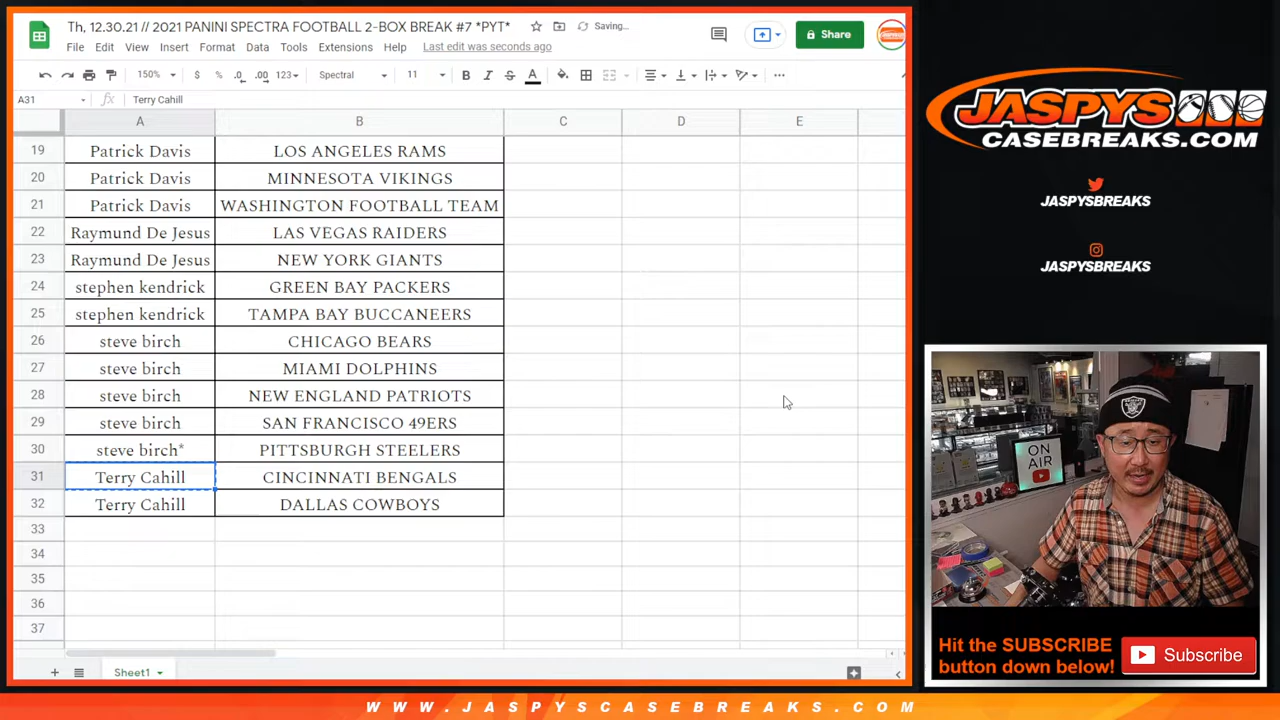 Th, 12.30.21 // 2021 PANINI SPECTRA FOOTBALL 2-BOX BREAK #7 *PYT*
Saving...
File Edit View Insert Format Data Tools Extensions Help Last edit was seconds ago
Share
150% $ % .0 .00 123 Spectral 11 B I S A
A31 fx Terry Cahill
A B C D E
19 Patrick Davis LOS ANGELES RAMS
20 Patrick Davis MINNESOTA VIKINGS
21 Patrick Davis WASHINGTON FOOTBALL TEAM
22 Raymund De Jesus LAS VEGAS RAIDERS
23 Raymund De Jesus NEW YORK GIANTS
24 stephen kendrick GREEN BAY PACKERS
25 stephen kendrick TAMPA BAY BUCCANEERS
26 steve birch CHICAGO BEARS
27 steve birch MIAMI DOLPHINS
28 steve birch NEW ENGLAND PATRIOTS
29 steve birch SAN FRANCISCO 49ERS
30 steve birch* PITTSBURGH STEELERS
31 Terry Cahill CINCINNATI BENGALS
32 Terry Cahill DALLAS COWBOYS
33
34
35
36
37
Sheet1
JASPYS
CASEBREAKS.COM
JASPYSBREAKS
JASPYSBREAKS
ON
AIR
Hit the SUBSCRIBE
button down below!
Subscribe
WWW.JASPYSCASEBREAKS.COM